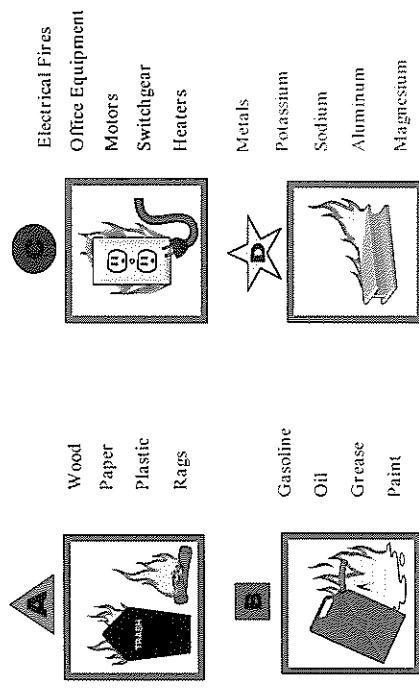 A
TRASH
Wood
Paper
Plastic
Rags
B
Gasoline
Oil
Grease
Paint
C
Electrical Fires
Office Equipment
Motors
Switchgear
Heaters
D
Metals
Potassium
Sodium
Aluminum
Magnesium